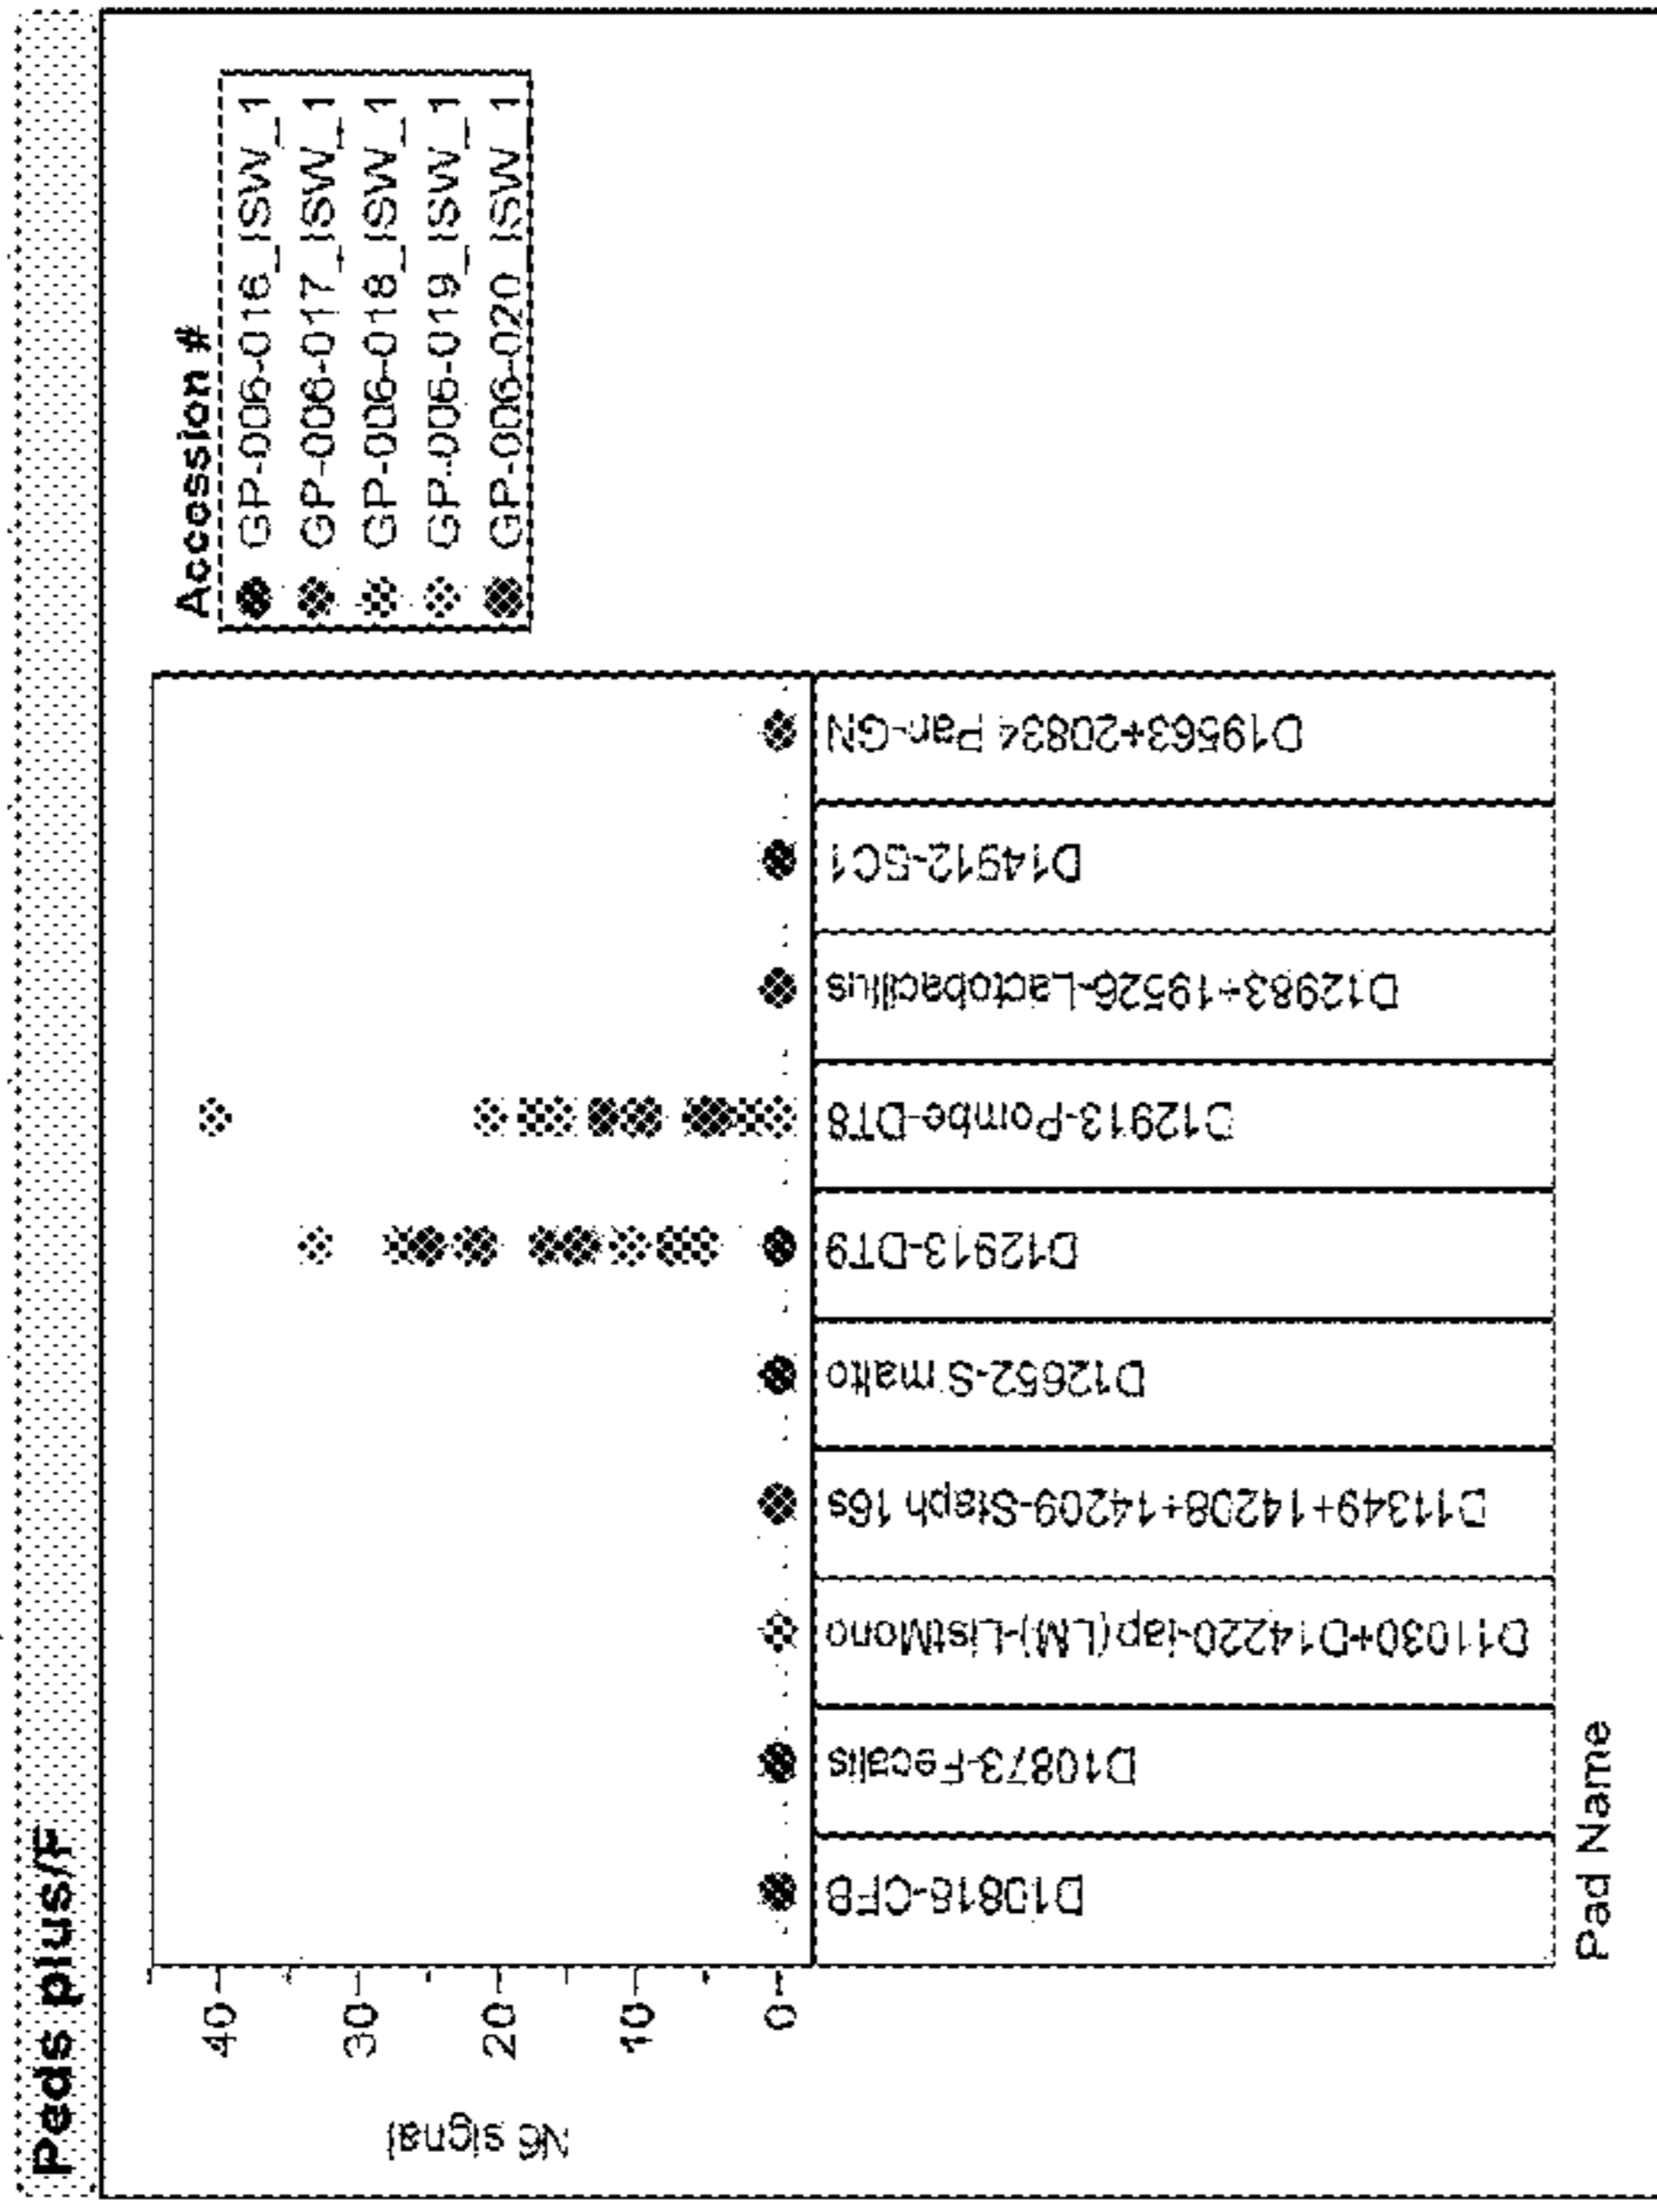 Peds plus/F
N6 signal
40
30
20
10
0
D10818-CFB
D10873-Fecalis
D11030+D14220-iap(LM)-ListMono
D11349+14208+14209-Staph 16s
D12652-S malto
D12913-DT9
D12913-Pombe-DT8
D12983+19526-Lactobacillus
D14912-SC1
D19563+20834 Pan-GN
Pad Name
Accession #
GP-006-016_ISW_1
GP-006-017_ISW_1
GP-006-018_ISW_1
GP-006-019_ISW_1
GP-006-020_ISW_1